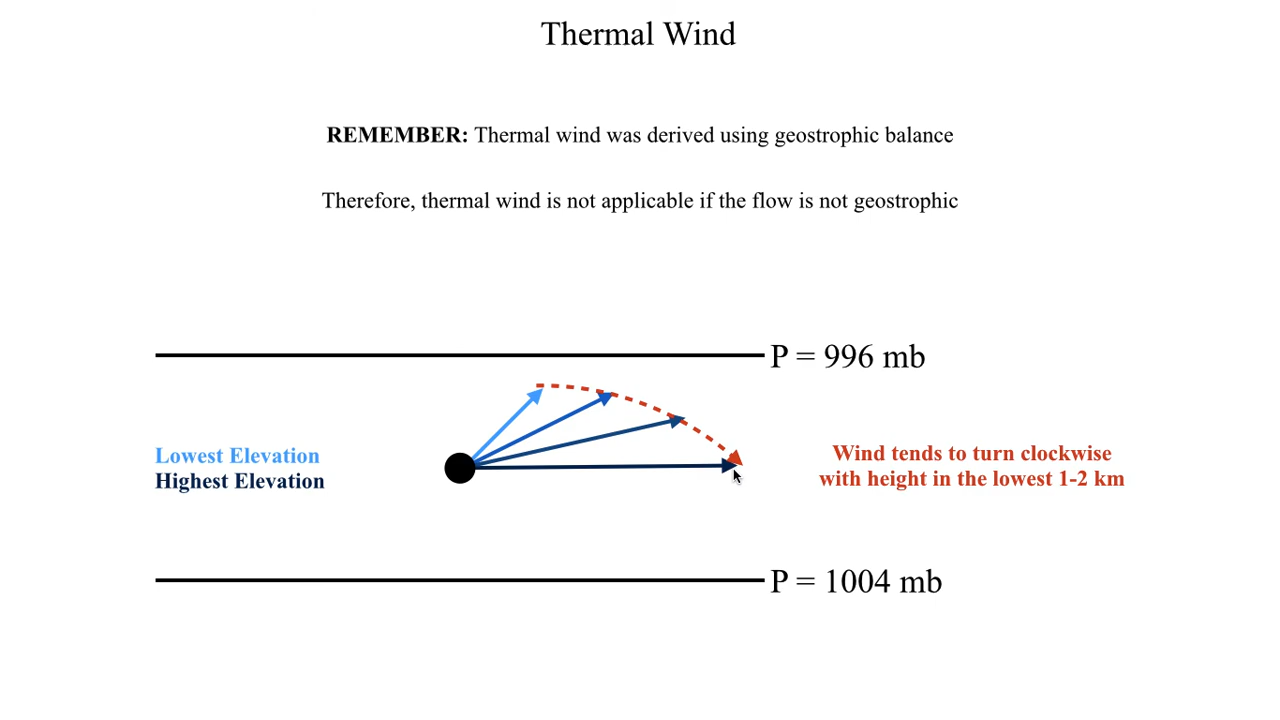 Thermal Wind
REMEMBER: Thermal wind was derived using geostrophic balance
Therefore, thermal wind is not applicable if the flow is not geostrophic
P = 996 mb
Lowest Elevation
Highest Elevation
Wind tends to turn clockwise
with height in the lowest 1-2 km
P = 1004 mb